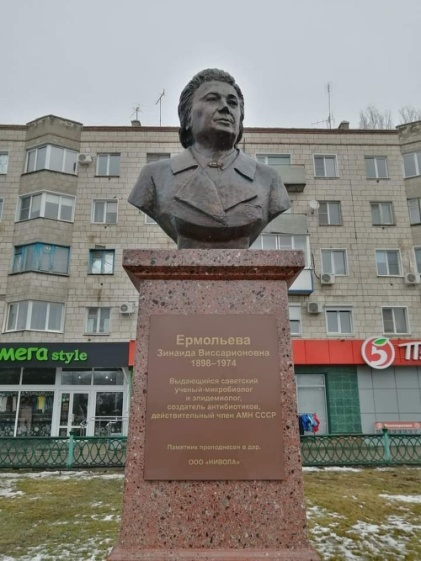 Ермольева
Зинаида Виссарионовна
1898-1974
Выдающийся советский
ученый-микробиолог
и эпидемиолог,
создатель антибиотиков,
действительный член АМН СССР
Памятник преподнесен в дар.
ООО «НИВОЛА»
мега style
5 П